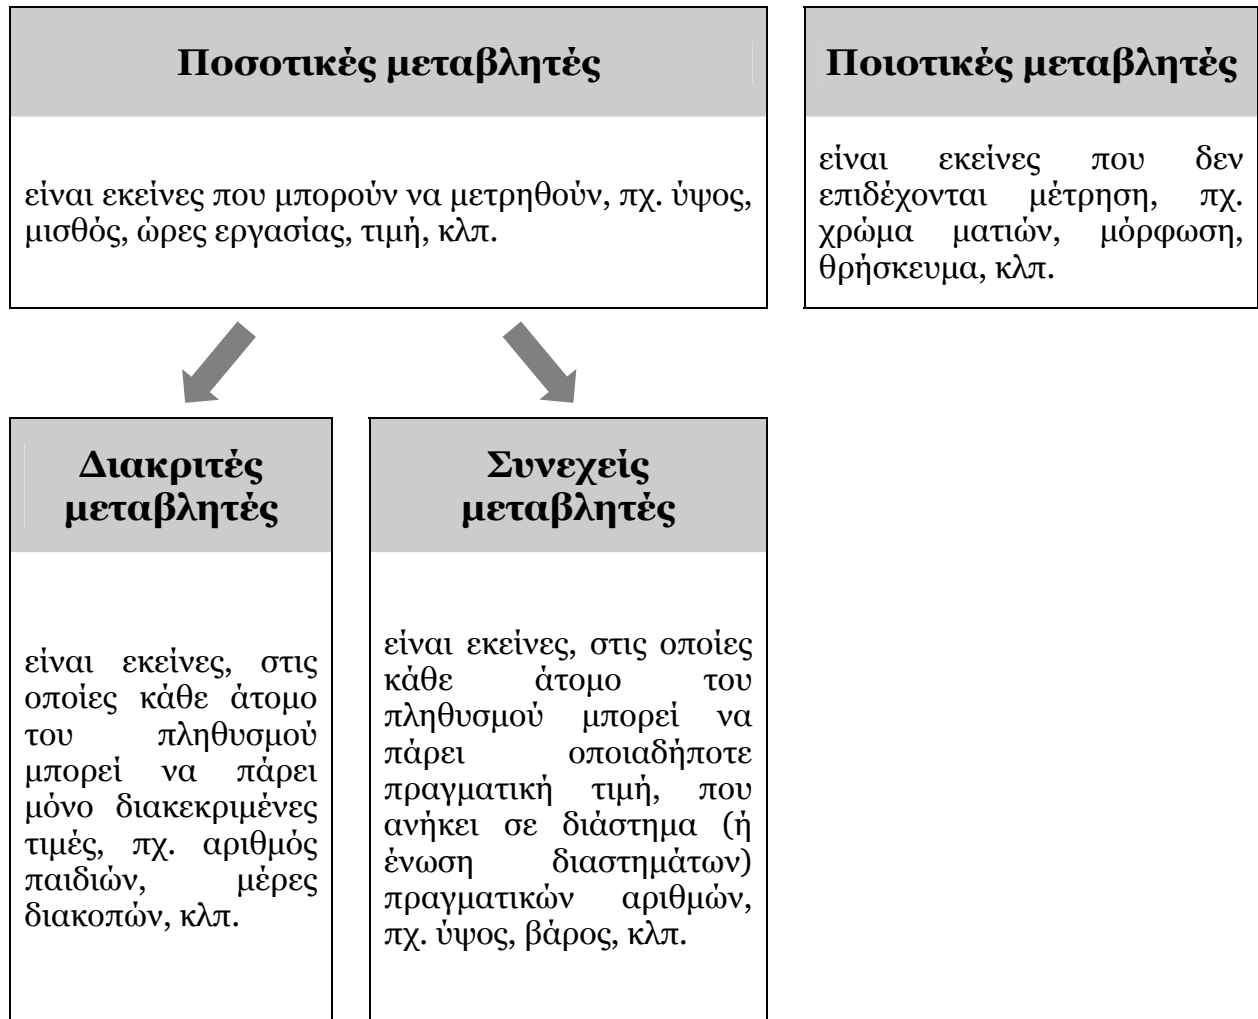 Ποσοτικές μεταβλητές
είναι εκείνες που μπορούν να μετρηθούν, πχ. ύψος,
μισθός, ώρες εργασίας, τιμή, κλπ.
Ποιοτικές μεταβλητές
είναι εκείνες που δεν
επιδέχονται μέτρηση, πχ.
χρώμα ματιών, μόρφωση,
θρήσκευμα, κλπ.
Διακριτές
μεταβλητές
είναι εκείνες, στις
οποίες κάθε άτομο
του πληθυσμού
μπορεί να πάρει
μόνο διακεκριμένες
τιμές, πχ. αριθμός
παιδιών, μέρες
διακοπών, κλπ.
Συνεχείς
μεταβλητές
είναι εκείνες, στις οποίες
κάθε άτομο του
πληθυσμού μπορεί να
πάρει οποιαδήποτε
πραγματική τιμή, που
ανήκει σε διάστημα (ή
ένωση διαστημάτων)
πραγματικών αριθμών,
πχ. ύψος, βάρος, κλπ.